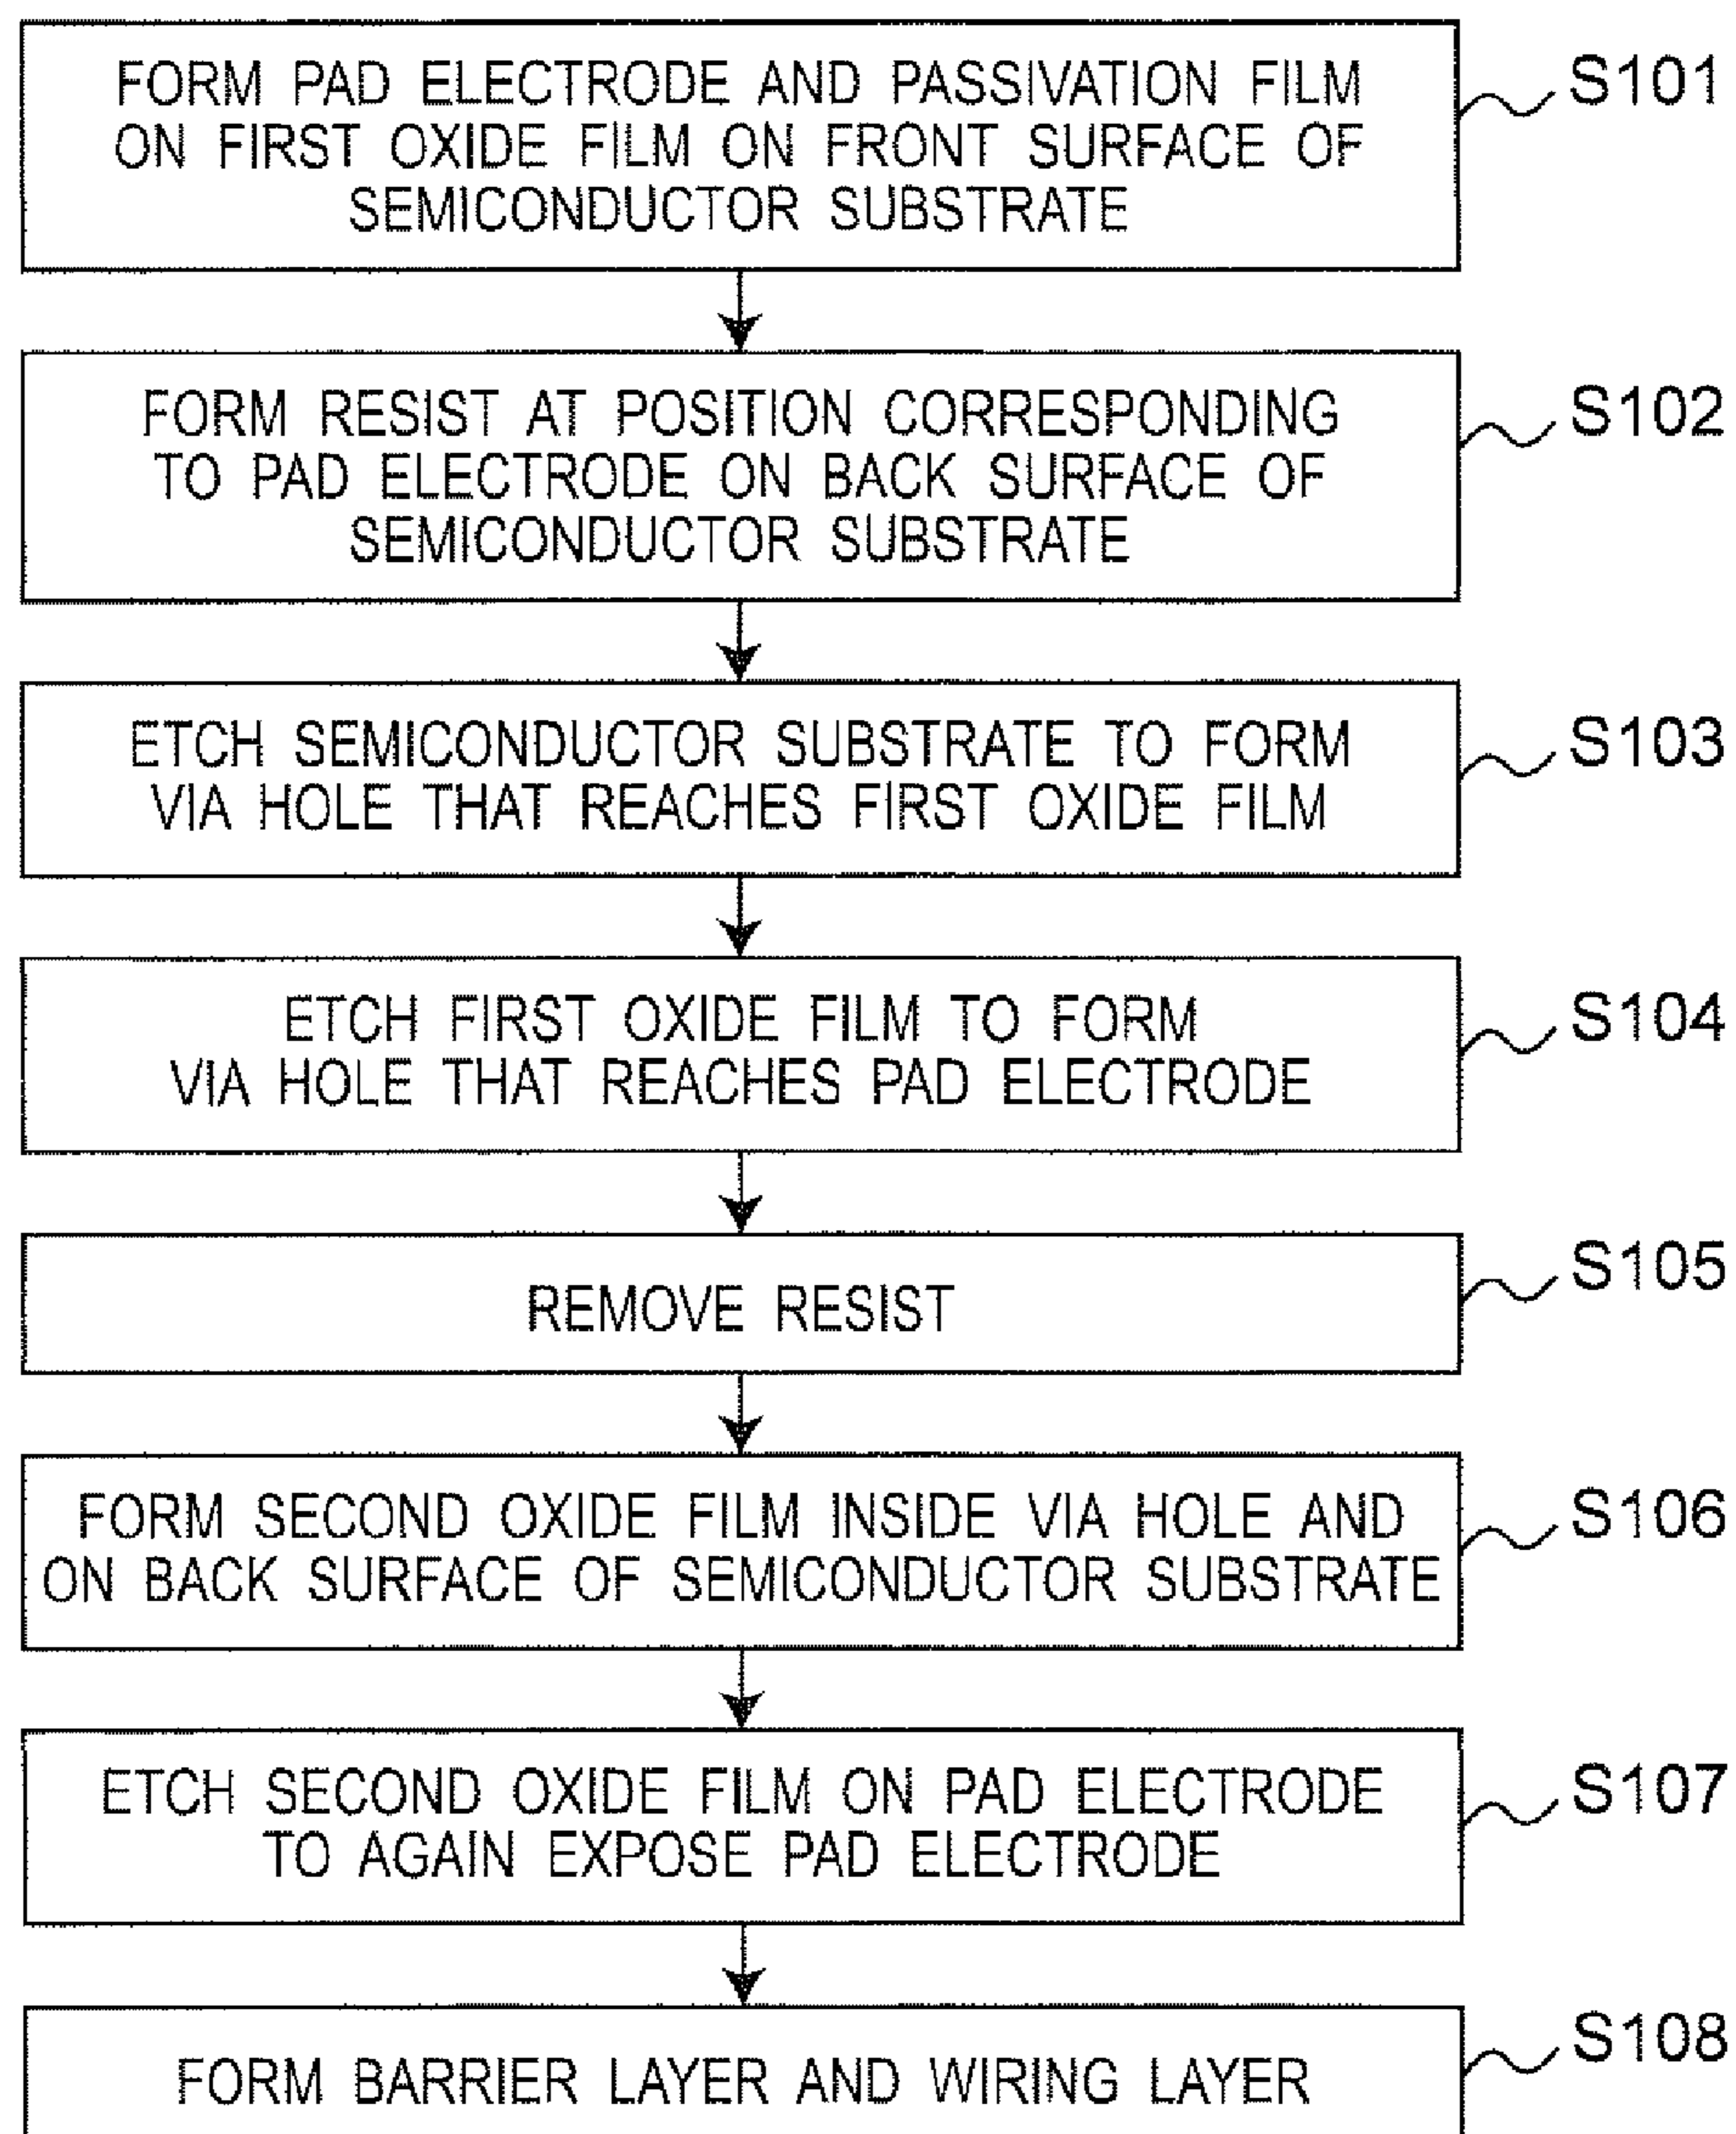 FORM PAD ELECTRODE AND PASSIVATION FILM
ON FIRST OXIDE FILM ON FRONT SURFACE OF
SEMICONDUCTOR SUBSTRATE
S101
FORM RESIST AT POSITION CORRESPONDING
TO PAD ELECTRODE ON BACK SURFACE OF
SEMICONDUCTOR SUBSTRATE
S102
ETCH SEMICONDUCTOR SUBSTRATE TO FORM
VIA HOLE THAT REACHES FIRST OXIDE FILM
S103
ETCH FIRST OXIDE FILM TO FORM
VIA HOLE THAT REACHES PAD ELECTRODE
S104
REMOVE RESIST
S105
FORM SECOND OXIDE FILM INSIDE VIA HOLE AND
ON BACK SURFACE OF SEMICONDUCTOR SUBSTRATE
S106
ETCH SECOND OXIDE FILM ON PAD ELECTRODE
TO AGAIN EXPOSE PAD ELECTRODE
S107
FORM BARRIER LAYER AND WIRING LAYER
S108